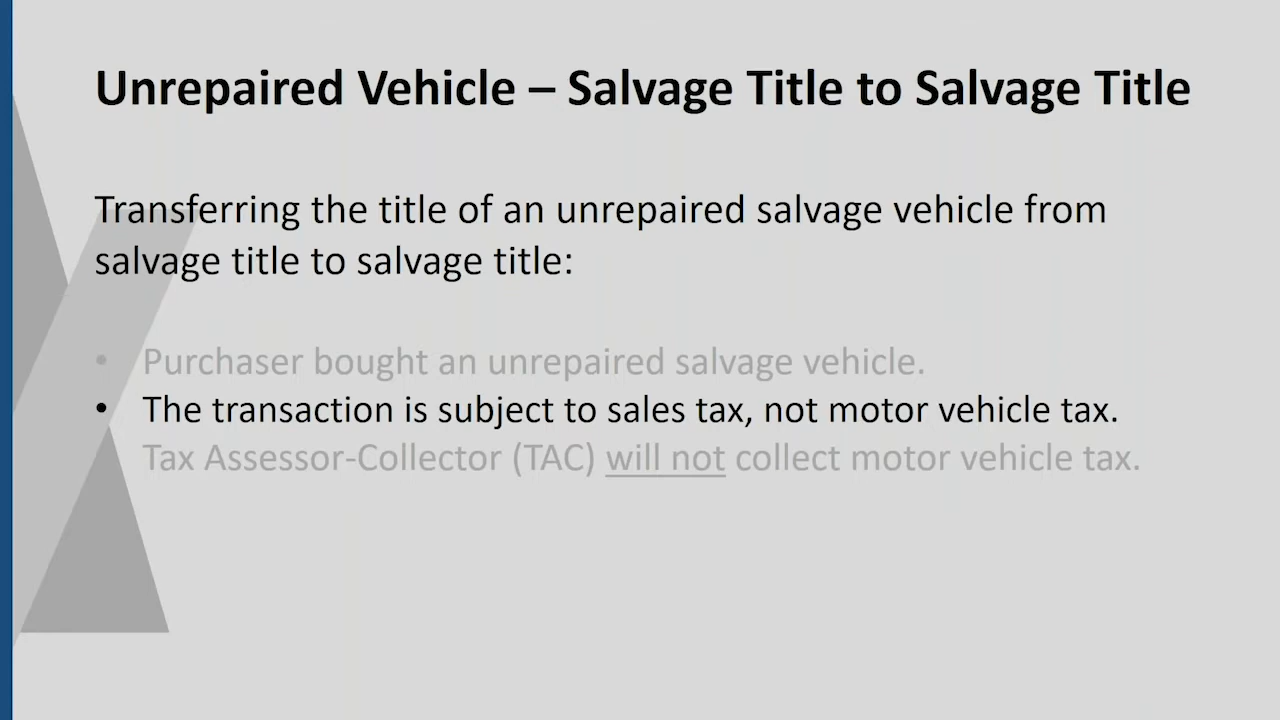 Unrepaired Vehicle – Salvage Title to Salvage Title
Transferring the title of an unrepaired salvage vehicle from
salvage title to salvage title:
• Purchaser bought an unrepaired salvage vehicle.
• The transaction is subject to sales tax, not motor vehicle tax.
Tax Assessor-Collector (TAC) will not collect motor vehicle tax.